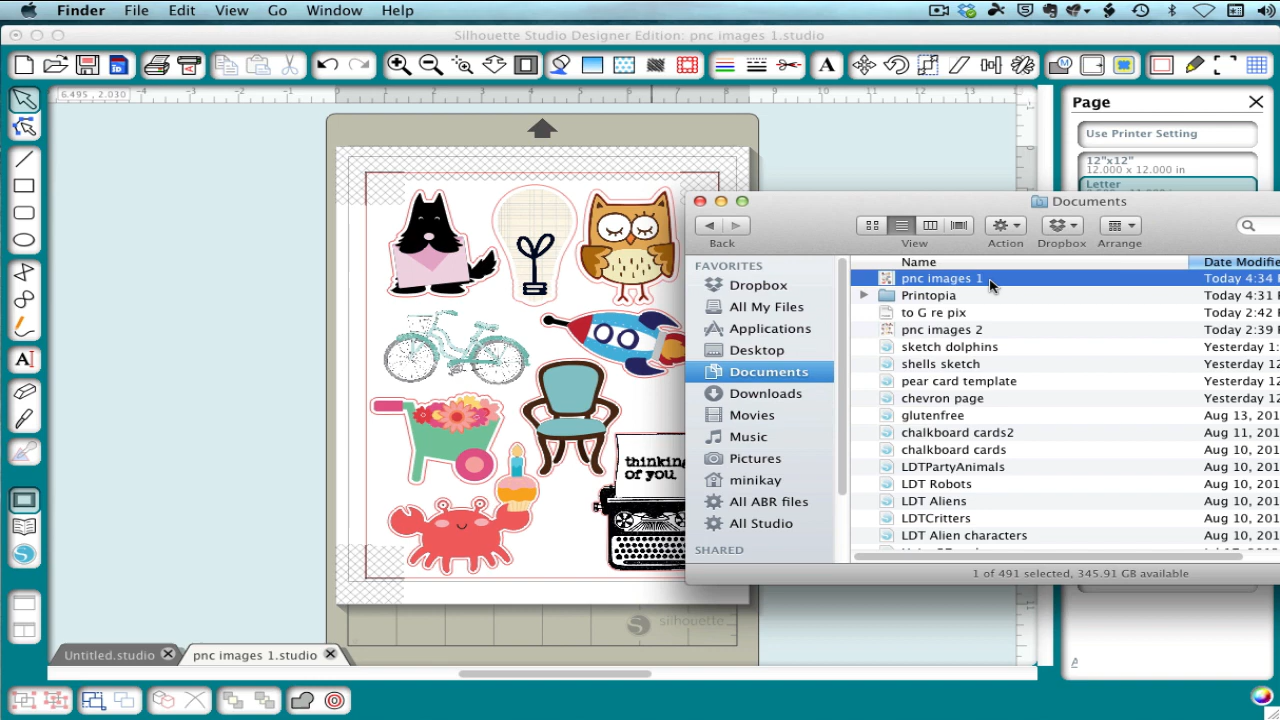 Finder File Edit View Go Window Help
Silhouette Studio Designer Edition: pnc images 1.studio
6.495 , 2.030
Page
Use Printer Setting
12"x12"
12.000 x 12.000 in
Letter
Documents
Back
View
Action
Dropbox
Arrange
FAVORITES
Dropbox
All My Files
Applications
Desktop
Documents
Downloads
Movies
Music
Pictures
minikay
All ABR files
All Studio
SHARED
Name Date Modifie
pnc images 1 Today 4:34
Printopia Today 4:31
to G re pix Today 2:42
pnc images 2 Today 2:39
sketch dolphins Yesterday 1:
shells sketch Yesterday 12
pear card template Yesterday 12
chevron page Yesterday 12
glutenfree Aug 13, 201
chalkboard cards2 Aug 11, 201
chalkboard cards Aug 10, 201
LDTPartyAnimals Aug 10, 201
LDT Robots Aug 10, 201
LDT Aliens Aug 10, 201
LDTCritters Aug 10, 201
LDT Alien characters Aug 10, 201
1 of 491 selected, 345.91 GB available
thinking
of you.
silhouette
Untitled.studio
pnc images 1.studio